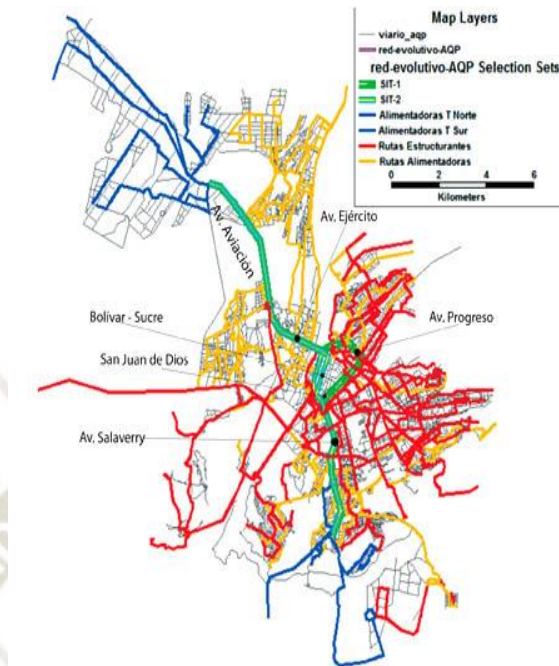 Map Layers
viario_aqp
red-evolutivo-AQP
red-evolutivo-AQP Selection Sets
SIT-1
SIT-2
Alimentadoras T Norte
Alimentadoras T Sur
Rutas Estructurantes
Rutas Alimentadoras
0 2 4 6
Kilometers
Av. Ejército
Av. Aviación
Bolívar - Sucre
Av. Progreso
San Juan de Dios
Av. Salaverry